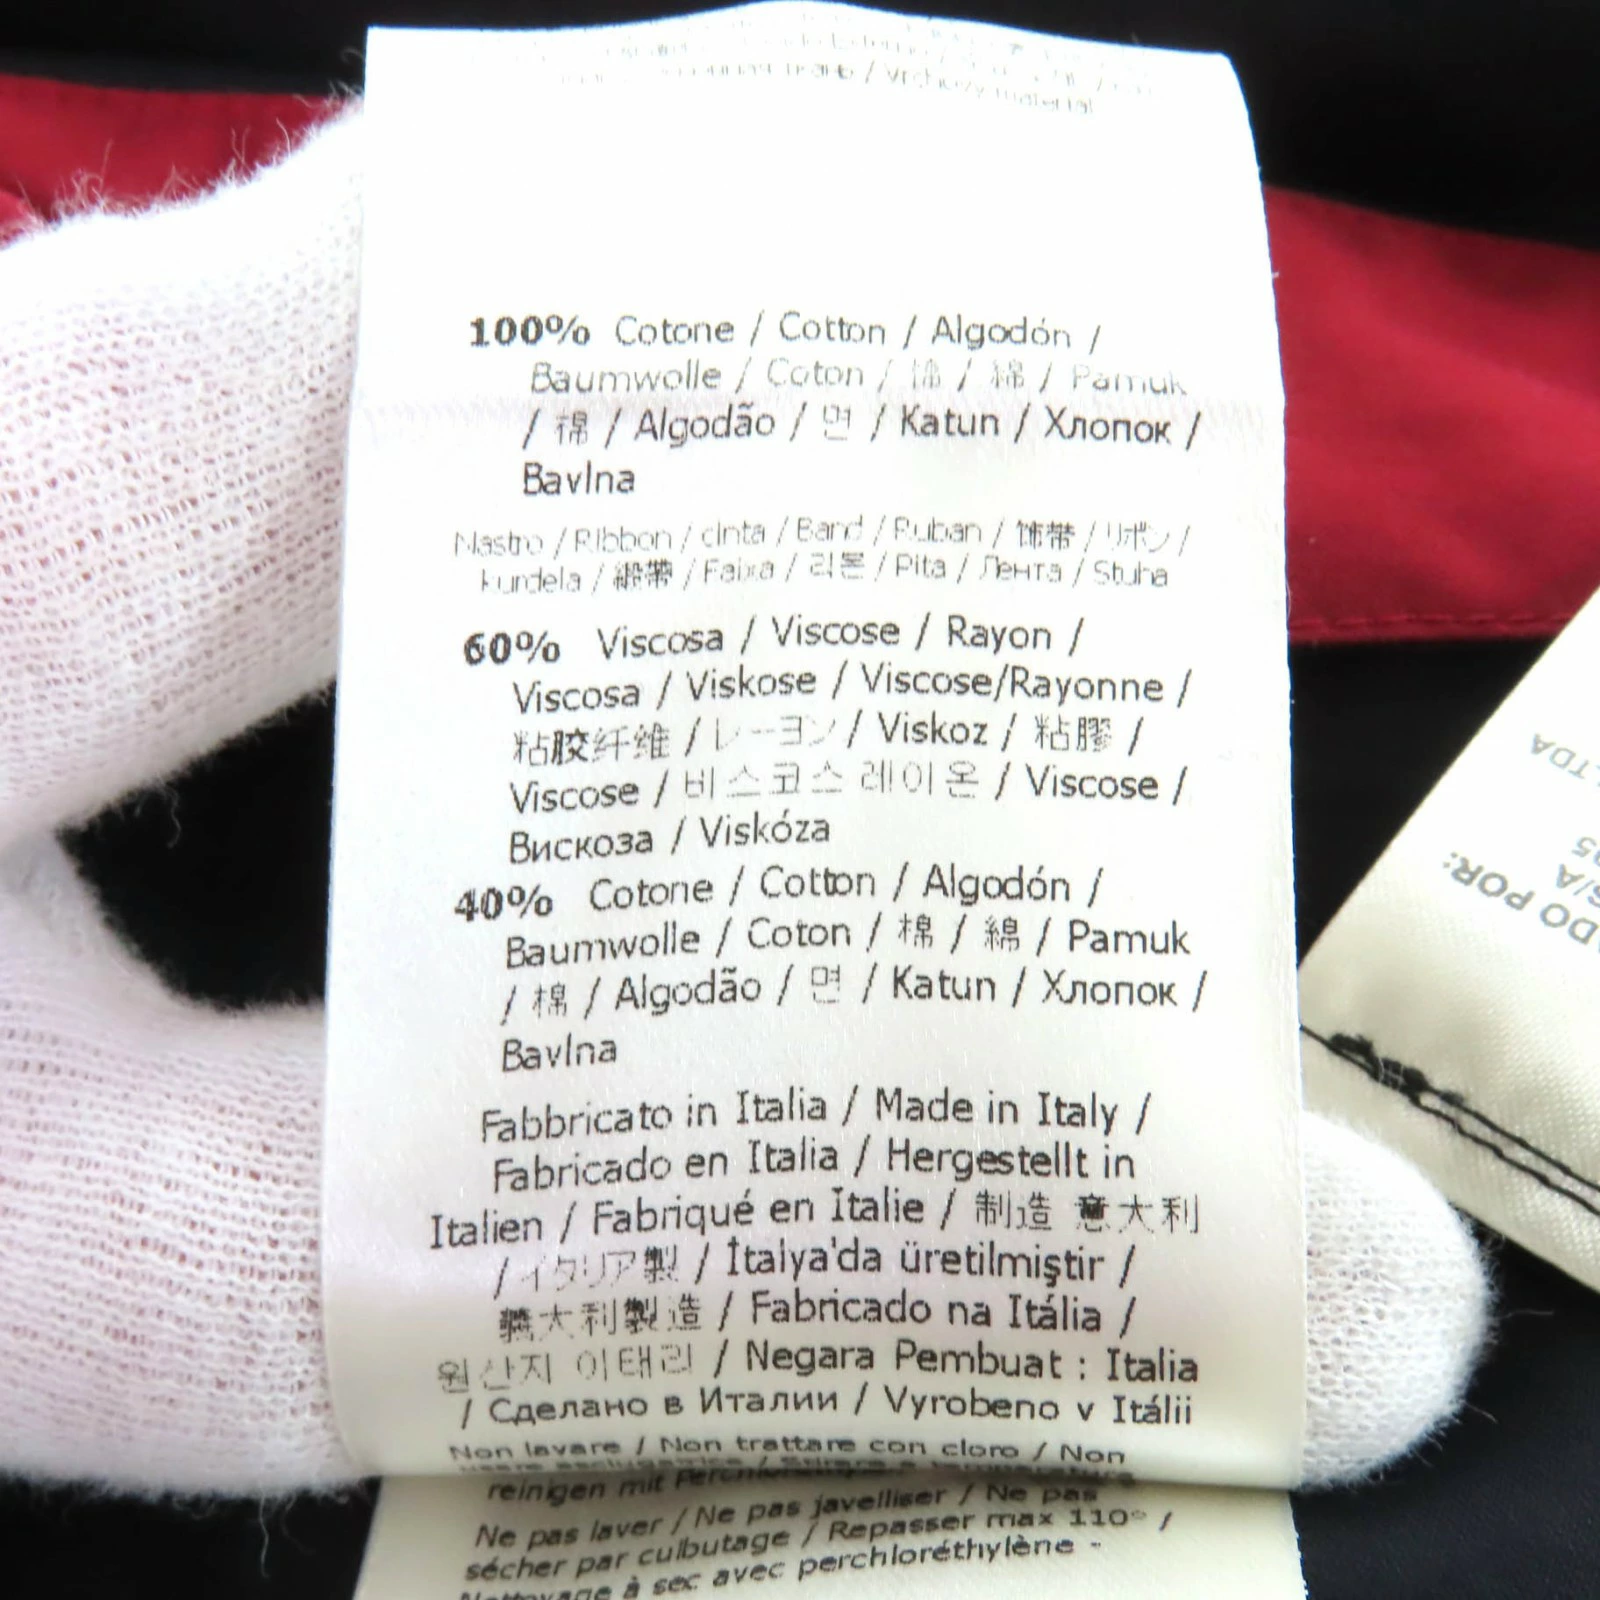 Vrchový material
100% Cotone / Cotton / Algodón /
Baumwolle / Coton / 棉 / 綿 / Pamuk
/ 棉 / Algodão / 면 / Katun / Хлопок /
Bavlna
Nastro / Ribbon / cinta / Band / Ruban / 饰带 / リボン /
kurdela / 緞帶 / Faixa / 리본 / Pita / Лента / Stuha
60% Viscosa / Viscose / Rayon /
Viscosa / Viskose / Viscose/Rayonne /
粘胶纤维 / レーヨン / Viskoz / 粘膠 /
Viscose / 비스코스 레이온 / Viscose /
Вискоза / Viskóza
40% Cotone / Cotton / Algodón /
Baumwolle / Coton / 棉 / 綿 / Pamuk
/ 棉 / Algodão / 면 / Katun / Хлопок /
Bavlna
Fabbricato in Italia / Made in Italy /
Fabricado en Italia / Hergestellt in
Italien / Fabriqué en Italie / 制造 意大利
/ イタリア製 / İtalya'da üretilmiştir /
義大利製造 / Fabricado na Itália /
원산지 이태리 / Negara Pembuat : Italia
/ Сделано в Италии / Vyrobeno v Itálii
Non lavare / Non trattare con cloro / Non
reinigen mit
Ne pas laver / Ne pas javelliser / Ne pas
sécher par culbutage / Repasser max 110° /
Nettoyage à sec avec perchloréthylène -
LTDA
S/A
ADO POR: